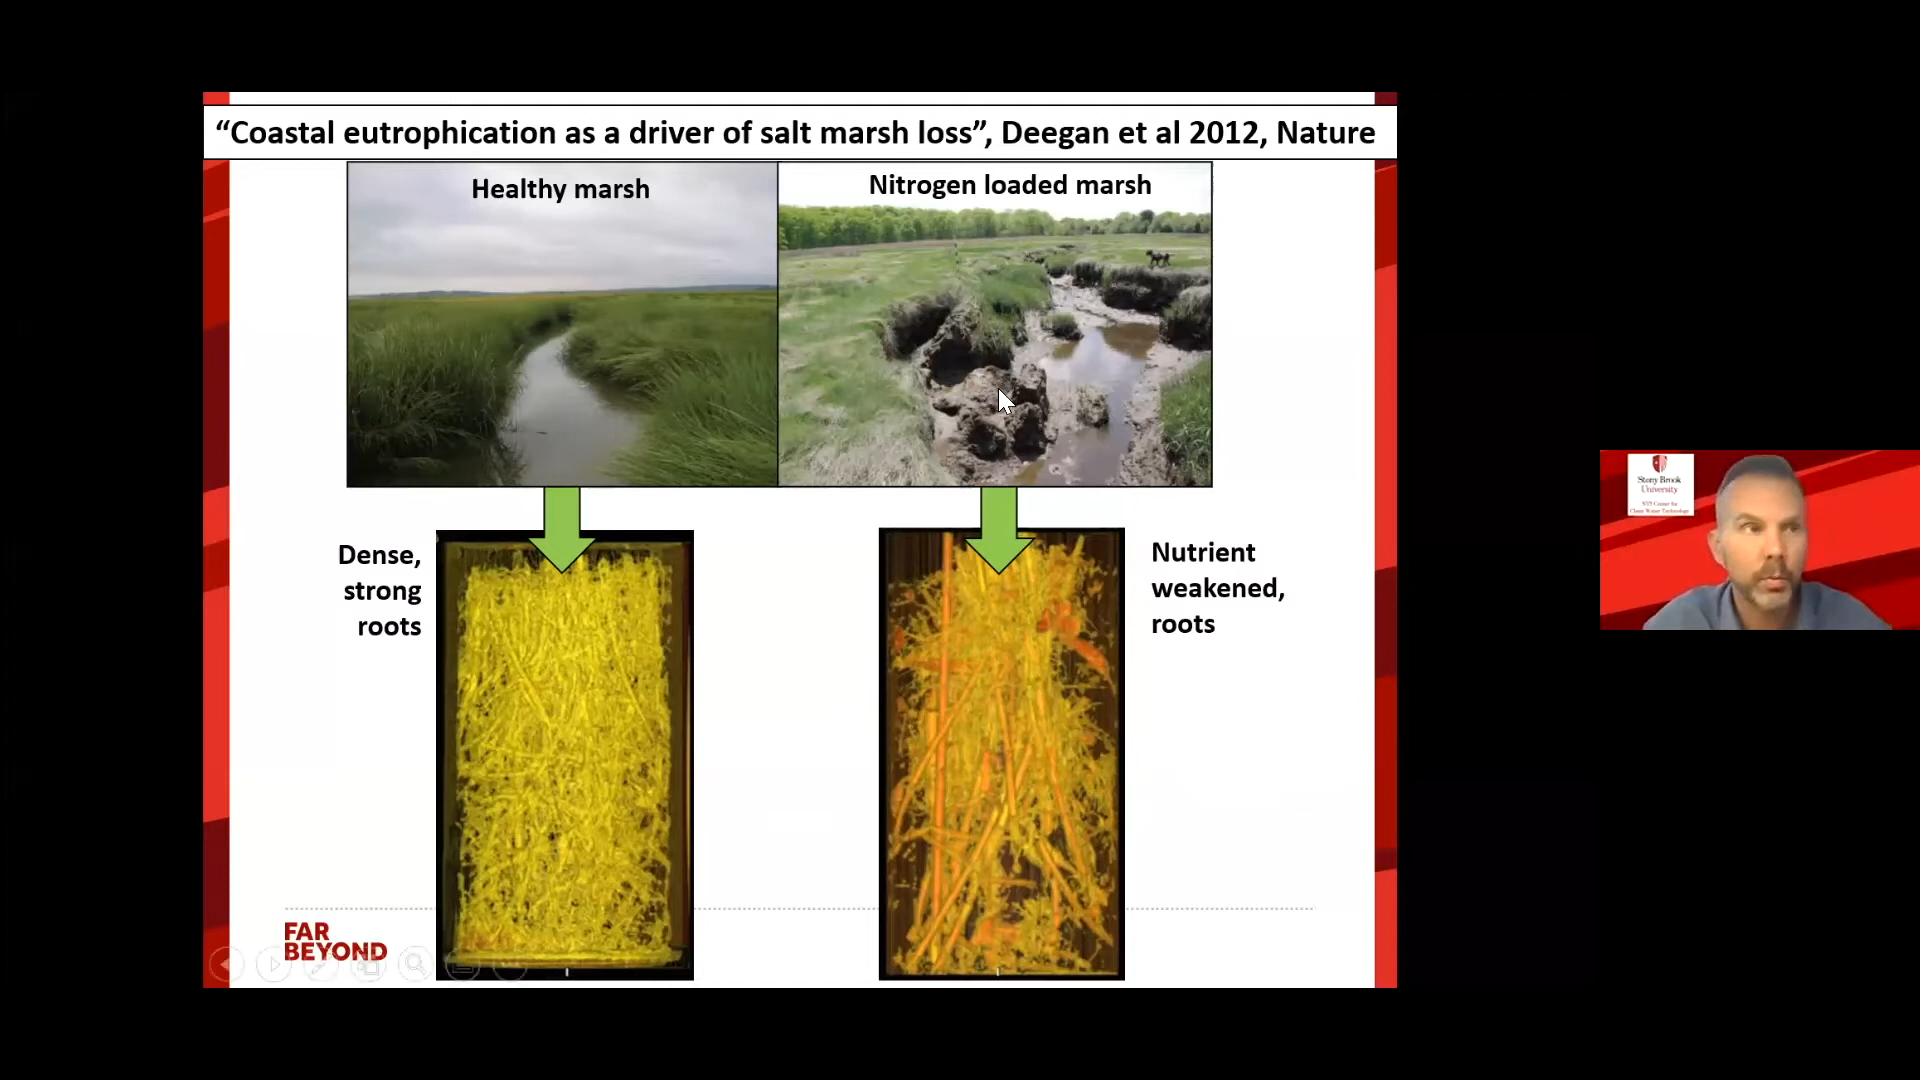 “Coastal eutrophication as a driver of salt marsh loss”, Deegan et al 2012, Nature
Healthy marsh
Nitrogen loaded marsh
Dense,
strong
roots
Nutrient
weakened,
roots
FAR
BEYOND
Stony Brook
University
NYS Center for
Clean Water Technology